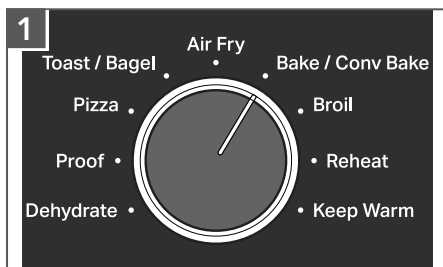 1
Air Fry
Toast / Bagel
Bake / Conv Bake
Pizza
Broil
Proof
Reheat
Dehydrate
Keep Warm